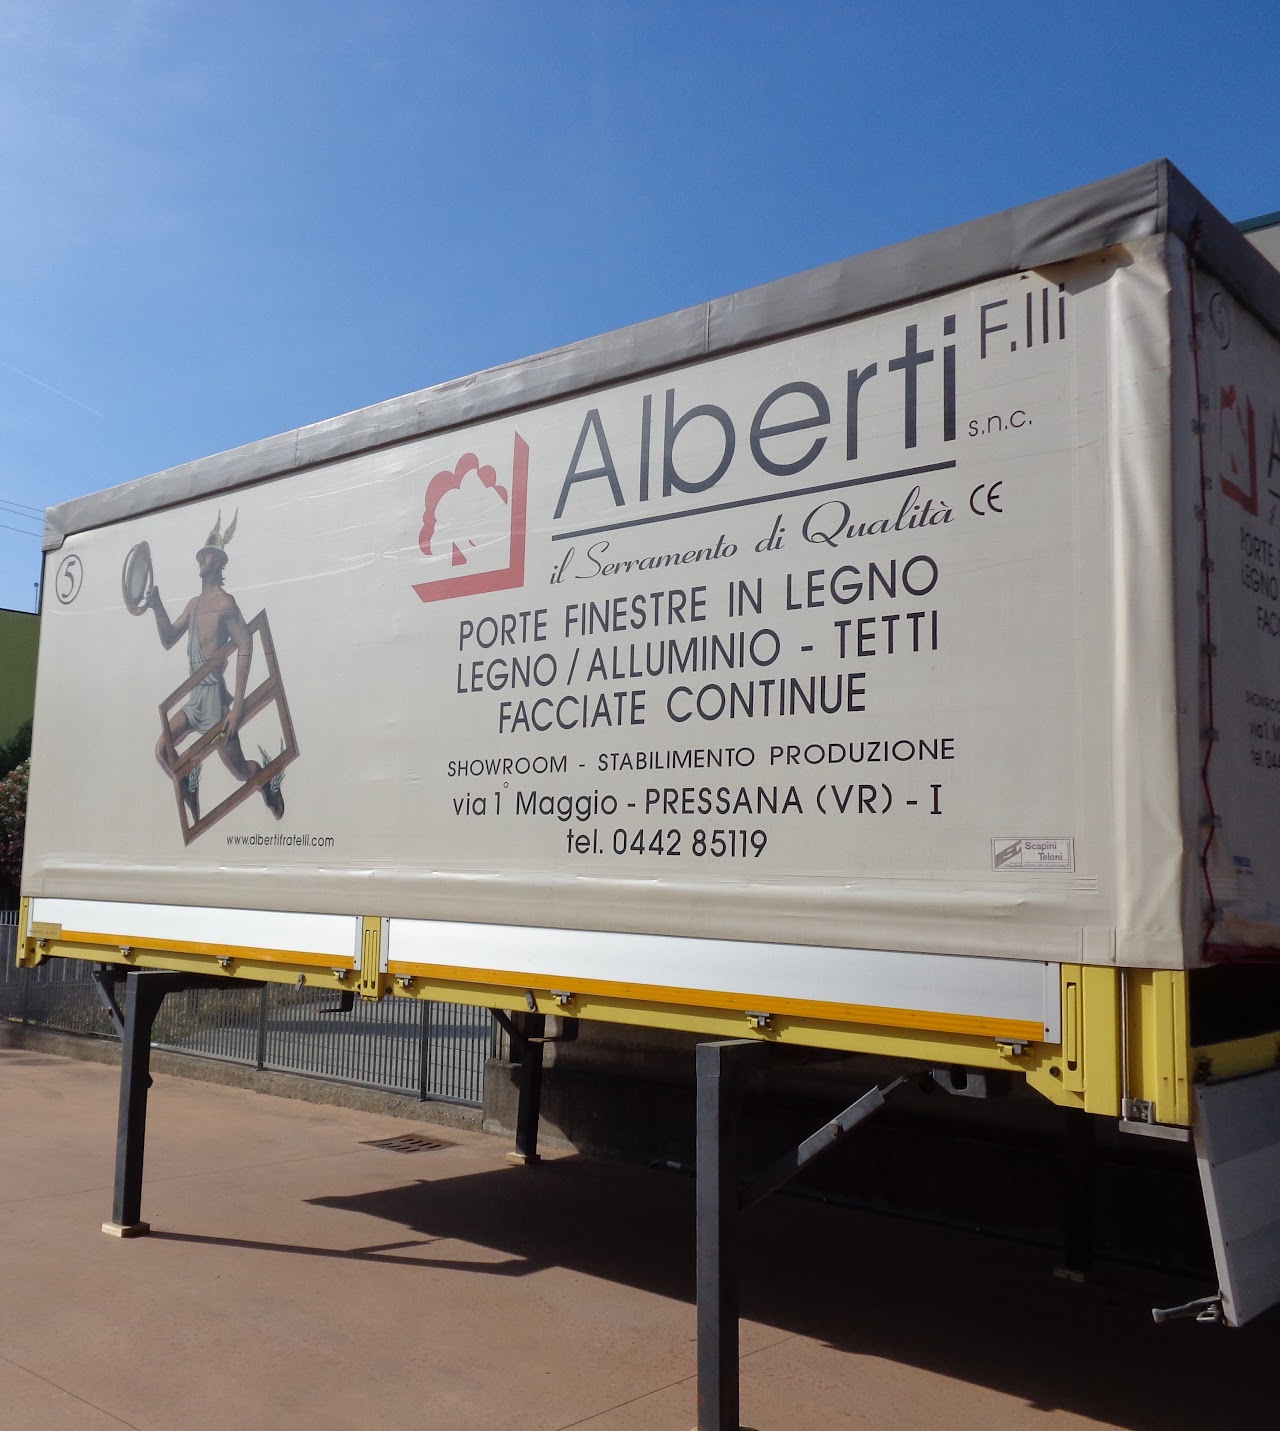 5
Alberti F.lli
s.n.c.
il Serramento di Qualità CE
PORTE FINESTRE IN LEGNO
LEGNO / ALLUMINIO - TETTI
FACCIATE CONTINUE
SHOWROOM - STABILIMENTO PRODUZIONE
via 1° Maggio - PRESSANA (VR) - I
tel. 0442 85119
www.albertifratelli.com
Scapini
Teloni